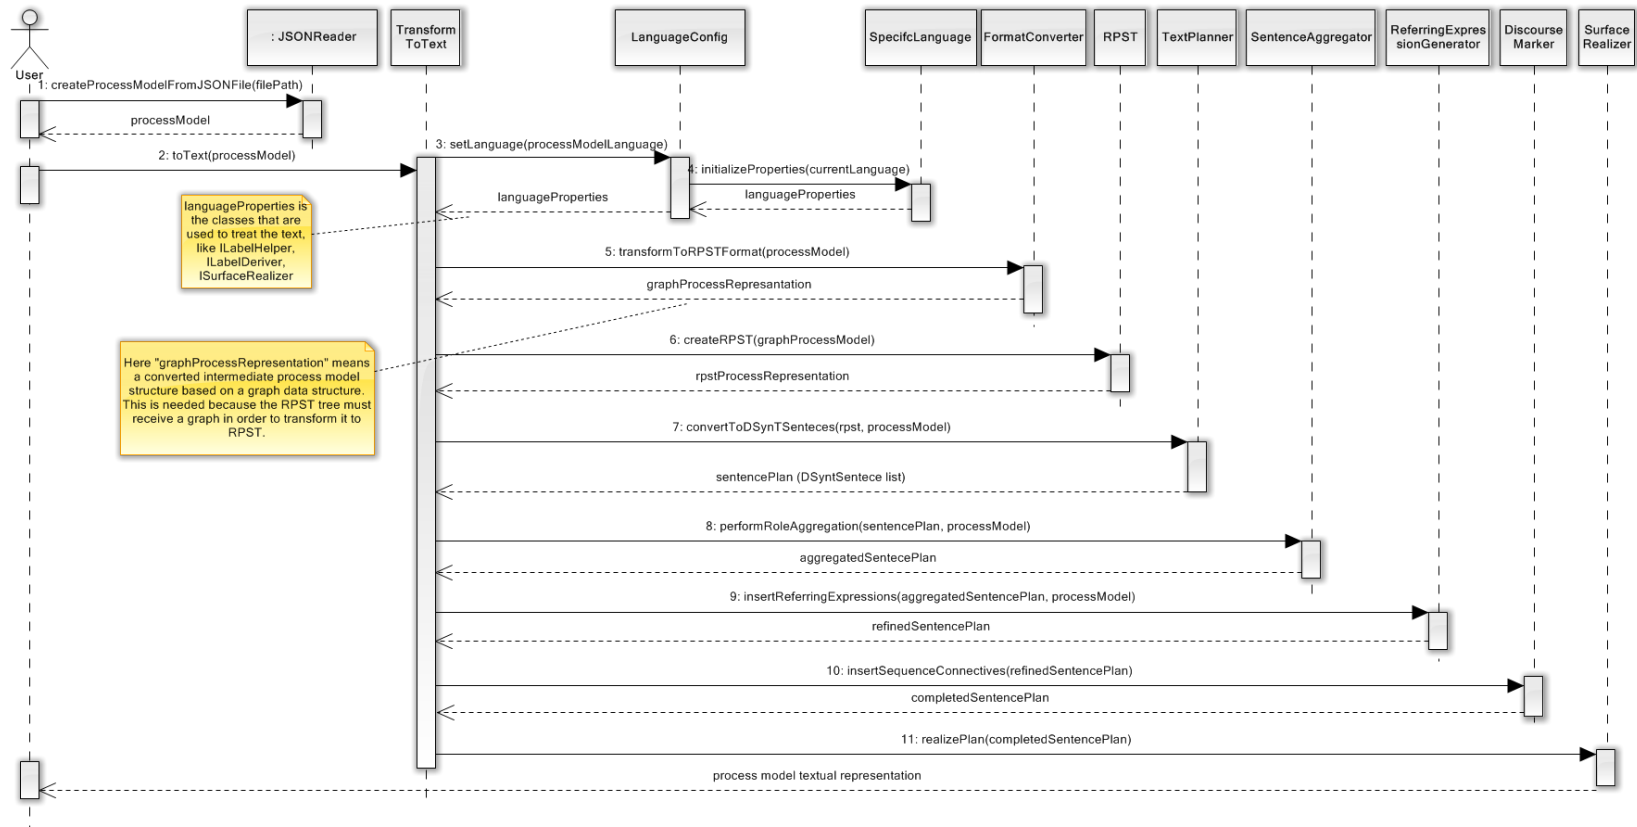 : JSONReader
Transform
ToText
LanguageConfig
SpecifcLanguage
FormatConverter
RPST
TextPlanner
SentenceAggregator
ReferringExpres
sionGenerator
Discourse
Marker
Surface
Realizer
User
1: createProcessModelFromJSONFile(filePath)
processModel
2: toText(processModel)
3: setLanguage(processModelLanguage)
4: initializeProperties(currentLanguage)
languageProperties
languageProperties
languageProperties is
the classes that are
used to treat the text,
like ILabelHelper,
ILabelDeriver,
ISurfaceRealizer
5: transformToRPSTFormat(processModel)
graphProcessRepresantation
6: createRPST(graphProcessModel)
rpstProcessRepresentation
Here "graphProcessRepresentation" means
a converted intermediate process model
structure based on a graph data structure.
This is needed because the RPST tree must
receive a graph in order to transform it to
RPST.
7: convertToDSynTSenteces(rpst, processModel)
sentencePlan (DSyntSentece list)
8: performRoleAggregation(sentencePlan, processModel)
aggregatedSentecePlan
9: insertReferringExpressions(aggregatedSentencePlan, processModel)
refinedSentencePlan
10: insertSequenceConnectives(refinedSentencePlan)
completedSentencePlan
11: realizePlan(completedSentencePlan)
process model textual representation